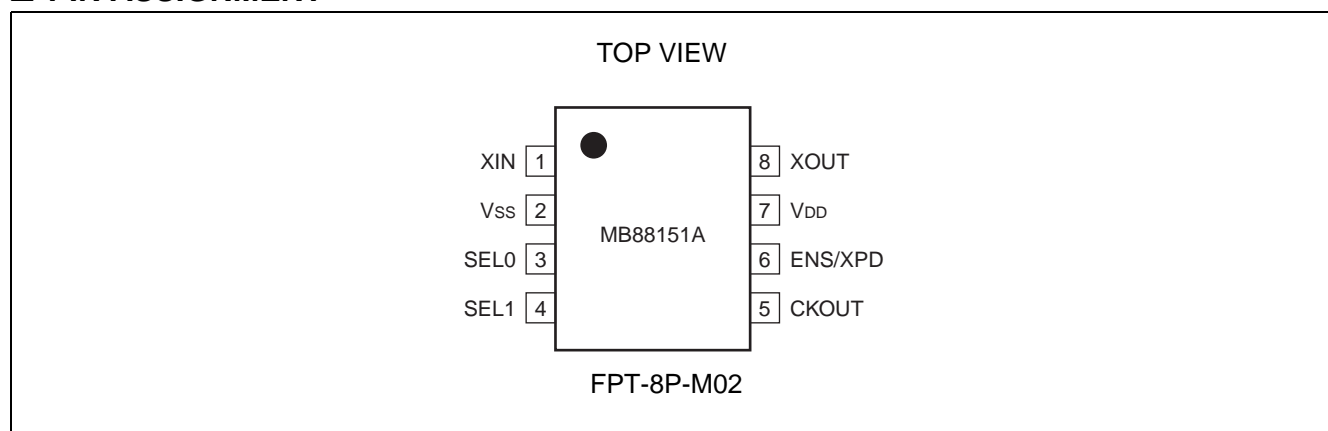 TOP VIEW
XIN 1
8 XOUT
Vss 2
7 VDD
MB88151A
SEL0 3
6 ENS/XPD
SEL1 4
5 CKOUT
FPT-8P-M02